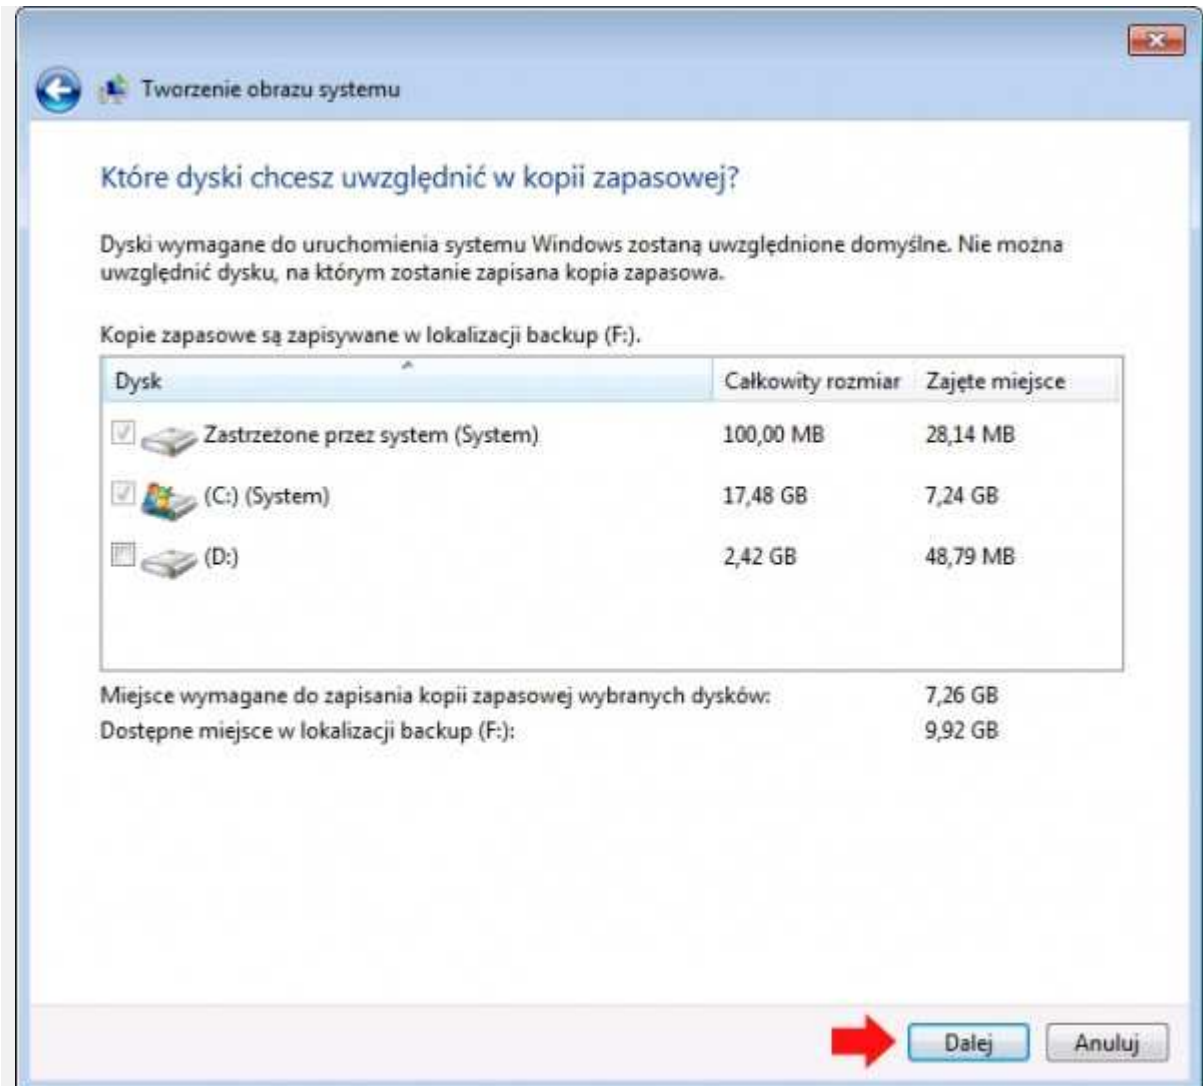 Tworzenie obrazu systemu
Które dyski chcesz uwzględnić w kopii zapasowej?
Dyski wymagane do uruchomienia systemu Windows zostaną uwzględnione domyślne. Nie można
uwzględnić dysku, na którym zostanie zapisana kopia zapasowa.
Kopie zapasowe są zapisywane w lokalizacji backup (F:).
Dysk Całkowity rozmiar Zajęte miejsce
Zastrzeżone przez system (System) 100,00 MB 28,14 MB
(C:) (System) 17,48 GB 7,24 GB
(D:) 2,42 GB 48,79 MB
Miejsce wymagane do zapisania kopii zapasowej wybranych dysków: 7,26 GB
Dostępne miejsce w lokalizacji backup (F:): 9,92 GB
Dalej Anuluj